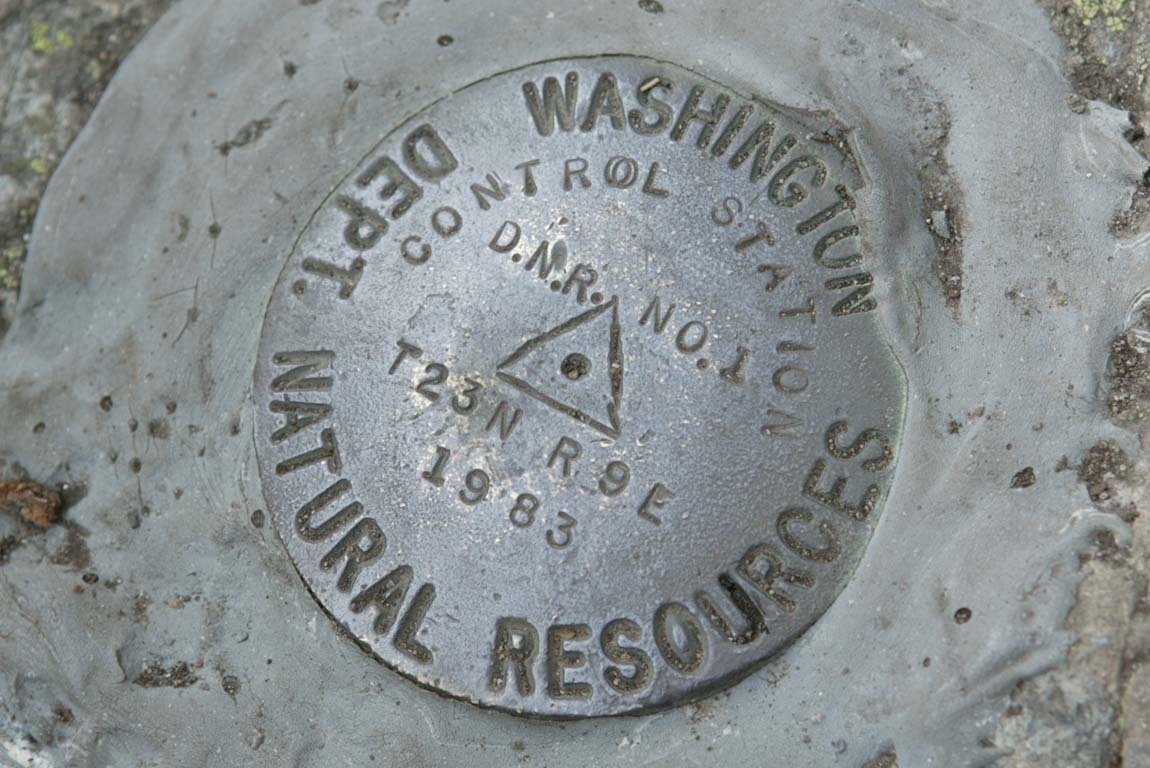 WASHINGTON
DEPT. NATURAL RESOURCES
CONTROL STATION
D.N.R. NO.1
T23N R9E
1983